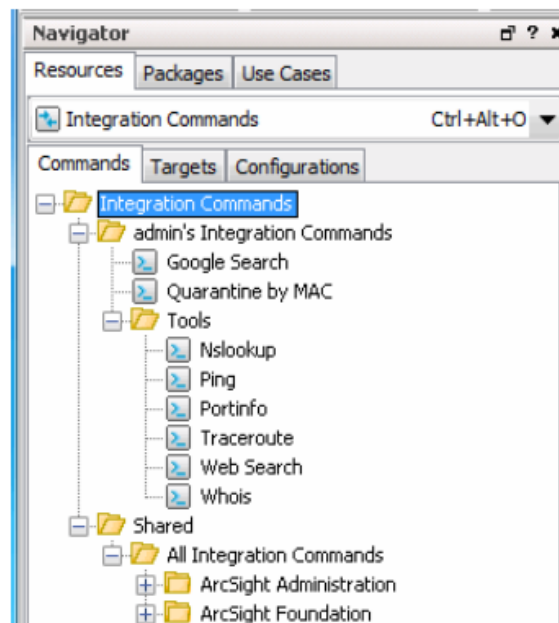 Navigator
Resources Packages Use Cases
Integration Commands Ctrl+Alt+O
Commands Targets Configurations
Integration Commands
admin's Integration Commands
Google Search
Quarantine by MAC
Tools
Nslookup
Ping
Portinfo
Traceroute
Web Search
Whois
Shared
All Integration Commands
ArcSight Administration
ArcSight Foundation